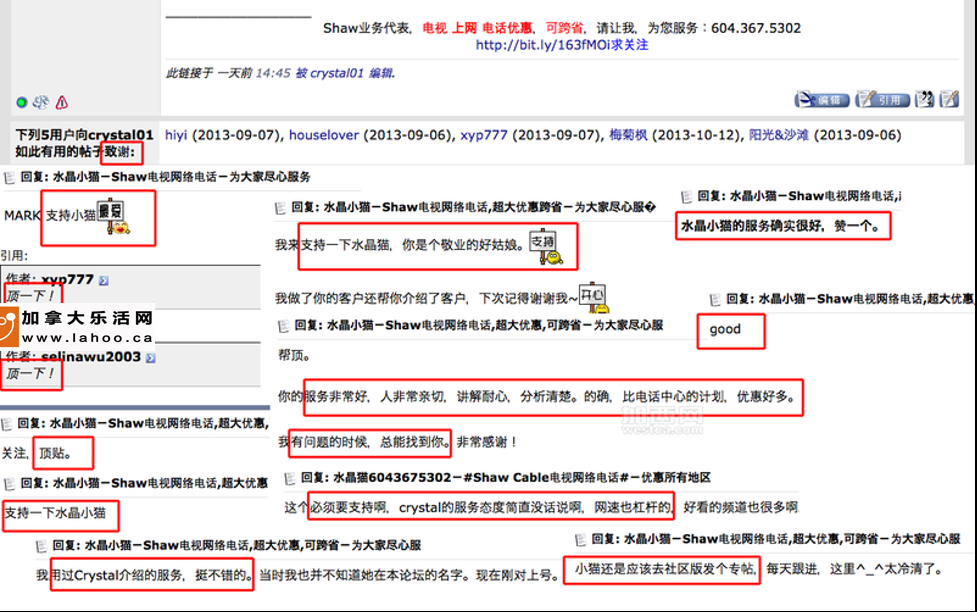 Shaw业务代表, 电视 上网 电话优惠, 可跨省, 请让我, 为您服务：604.367.5302
http://bit.ly/163fMOi求关注
此链接于 一天前 14:45 被 crystal01 编辑.
编辑 引用
下列5用户向crystal01 hiyi (2013-09-07), houselover (2013-09-06), xyp777 (2013-09-07), 梅菊枫 (2013-10-12), 阳光&沙滩 (2013-09-06)
如此有用的帖子致谢:
回复: 水晶小猫－Shaw电视网络电话－为大家尽心服务
MARK 支持小猫 最爱
引用:
作者: xyp777
顶一下！
加拿大乐活网
www.lahoo.ca
作者: selinawu2003
顶一下！
回复: 水晶小猫－Shaw电视网络电话,超大优惠,
关注, 顶贴。
回复: 水晶小猫－Shaw电视网络电话,超大优惠
支持一下水晶小猫
回复: 水晶小猫－Shaw电视网络电话,超大优惠跨省－为大家尽心服�
我来支持一下水晶猫, 你是个敬业的好姑娘。 支持
我做了你的客户还帮你介绍了客户, 下次记得谢谢我~ 开心
回复: 水晶小猫－Shaw电视网络电话,超大优惠,可跨省－为大家尽心服
帮顶。
你的服务非常好, 人非常亲切, 讲解耐心, 分析清楚。的确, 比电话中心的计划, 优惠好多。
加西网
westca.com
我有问题的时候, 总能找到你。非常感谢！
回复: 水晶猫6043675302－#Shaw Cable电视网络电话#－优惠所有地区
这个必须要支持啊, crystal的服务态度简直没话说啊, 网速也杠杆的, 好看的频道也很多啊
回复: 水晶小猫－Shaw电视网络电话,
水晶小猫的服务确实很好, 赞一个。
回复: 水晶小猫－Shaw电视网络电话,超大优惠
good
回复: 水晶小猫－Shaw电视网络电话,超大优惠,可跨省－为大家尽心服
我用过Crystal介绍的服务, 挺不错的。当时我也并不知道她在本论坛的名字。现在刚对上号。
回复: 水晶小猫－Shaw电视网络电话,超大优惠,可跨省－为大家尽心服
小猫还是应该去社区版发个专帖, 每天跟进, 这里^_^太冷清了。